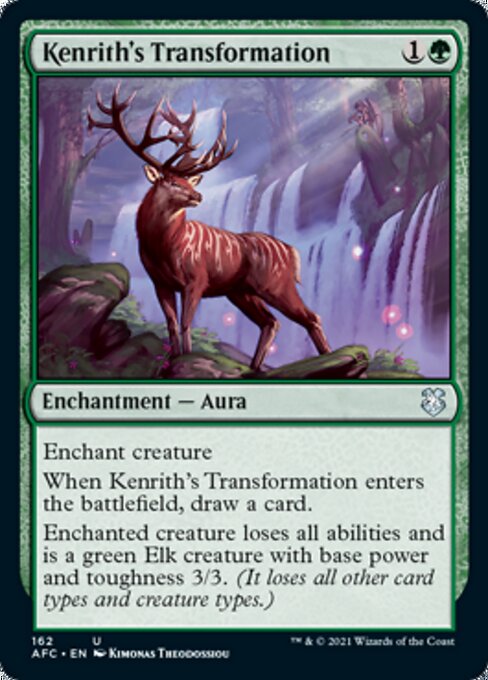 Kenrith's Transformation 1
Enchantment — Aura
Enchant creature
When Kenrith's Transformation enters
the battlefield, draw a card.
Enchanted creature loses all abilities and
is a green Elk creature with base power
and toughness 3/3. (It loses all other card
types and creature types.)
162 U
AFC • EN Kimonas Theodossiou
™ & © 2021 Wizards of the Coast